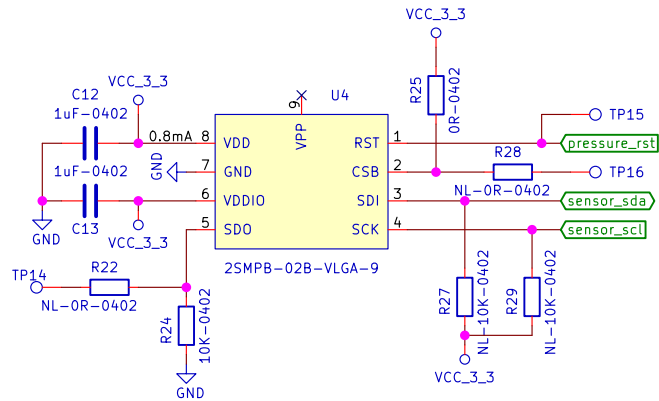 VCC_3_3
C12
1uF-0402
VCC_3_3
9
U4
R25
0R-0402
TP15
VPP
0.8mA
8
VDD
RST
1
pressure_rst
1uF-0402
GND
7
GND
CSB
2
R28
TP16
NL-0R-0402
6
VDDIO
SDI
3
sensor_sda
C13
GND
VCC_3_3
5
SDO
SCK
4
sensor_scl
2SMPB-02B-VLGA-9
TP14
R22
NL-0R-0402
R24
10K-0402
R27
NL-10K-0402
R29
NL-10K-0402
GND
VCC_3_3